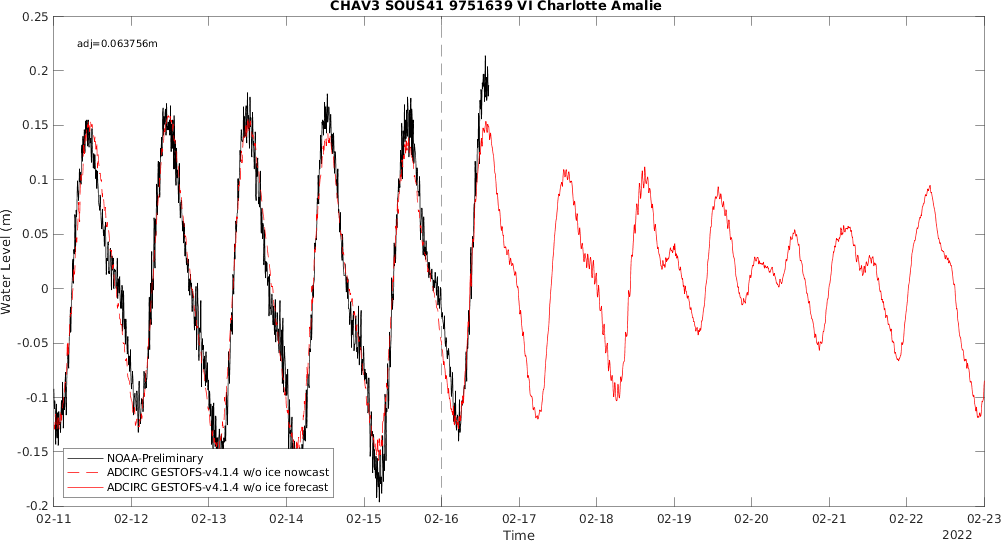 CHAV3 SOUS41 9751639 VI Charlotte Amalie
adj=0.063756m
Water Level (m)
0.25
0.2
0.15
0.1
0.05
0
-0.05
-0.1
-0.15
-0.2
NOAA-Preliminary
ADCIRC GESTOFS-v4.1.4 w/o ice nowcast
ADCIRC GESTOFS-v4.1.4 w/o ice forecast
02-11 02-12 02-13 02-14 02-15 02-16 02-17 02-18 02-19 02-20 02-21 02-22 02-23
Time
2022